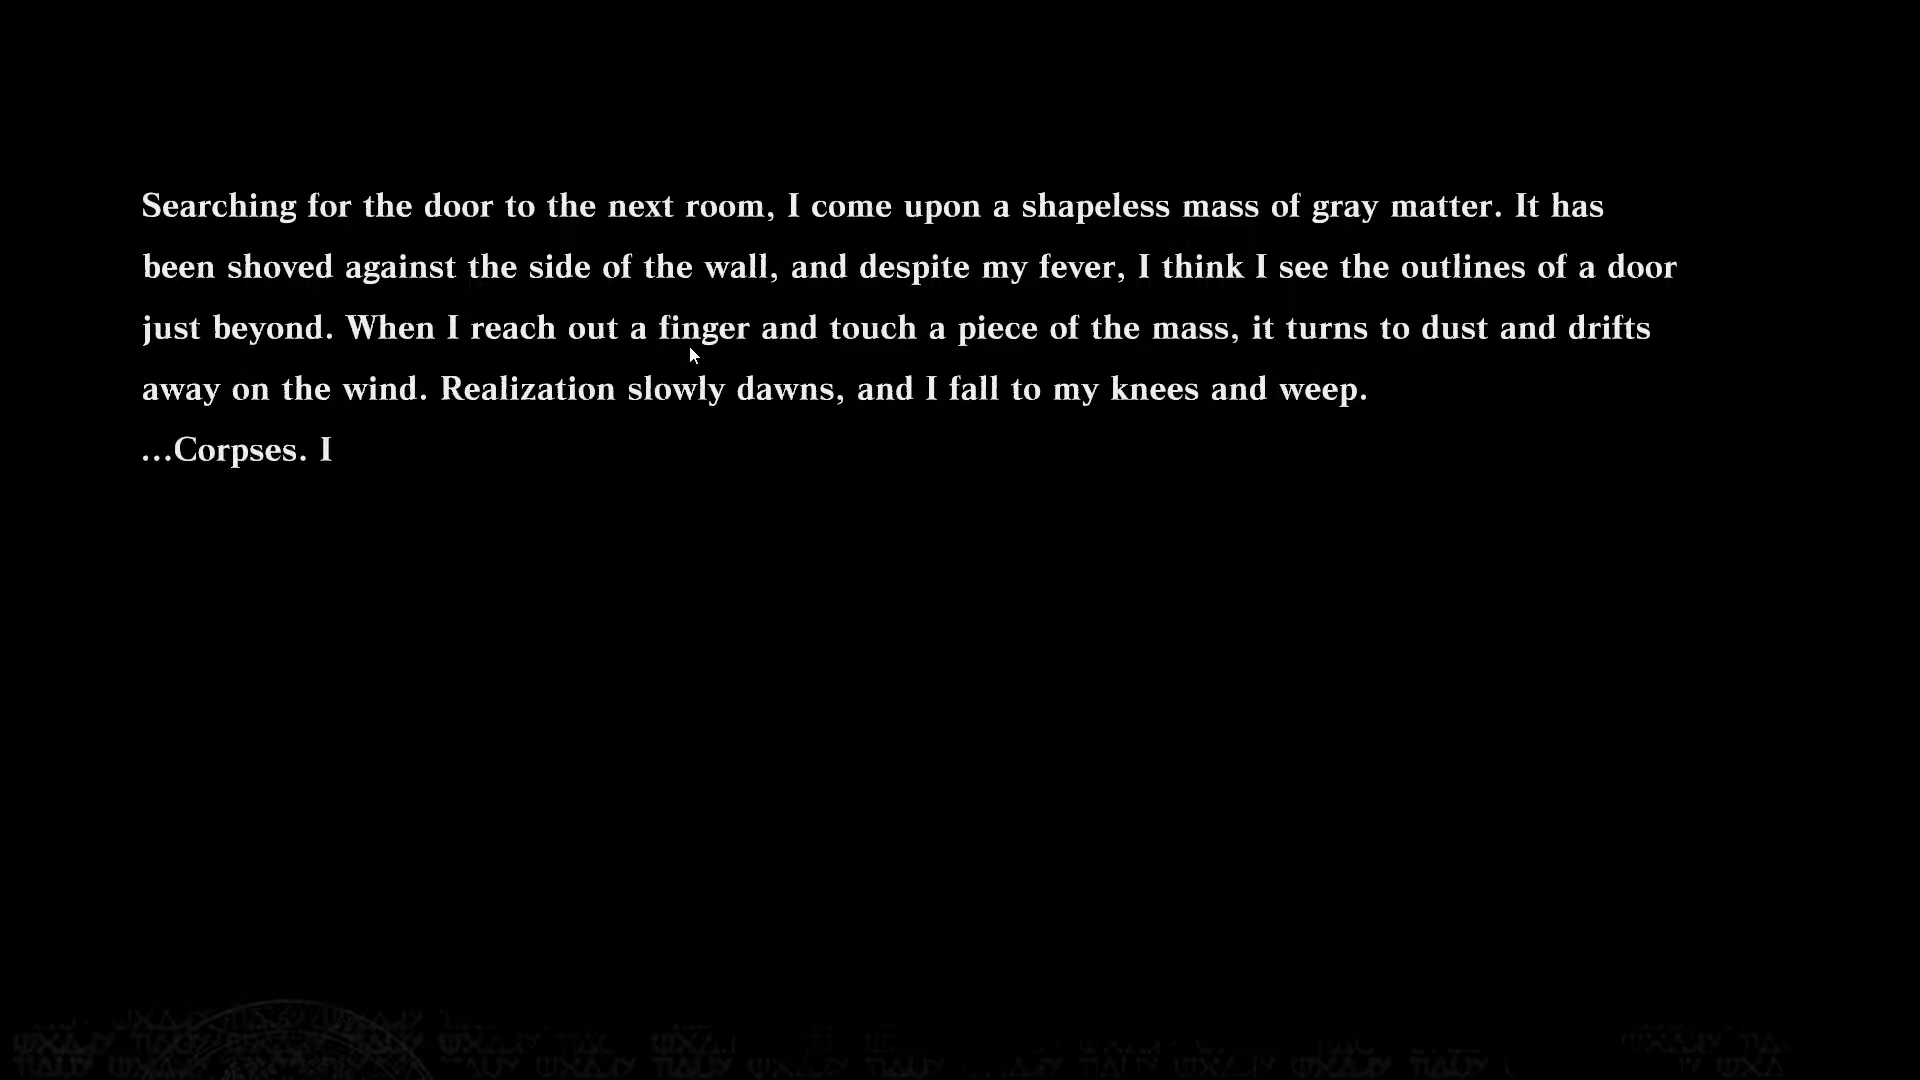 Searching for the door to the next room, I come upon a shapeless mass of gray matter. It has
been shoved against the side of the wall, and despite my fever, I think I see the outlines of a door
just beyond. When I reach out a finger and touch a piece of the mass, it turns to dust and drifts
away on the wind. Realization slowly dawns, and I fall to my knees and weep.
...Corpses. I